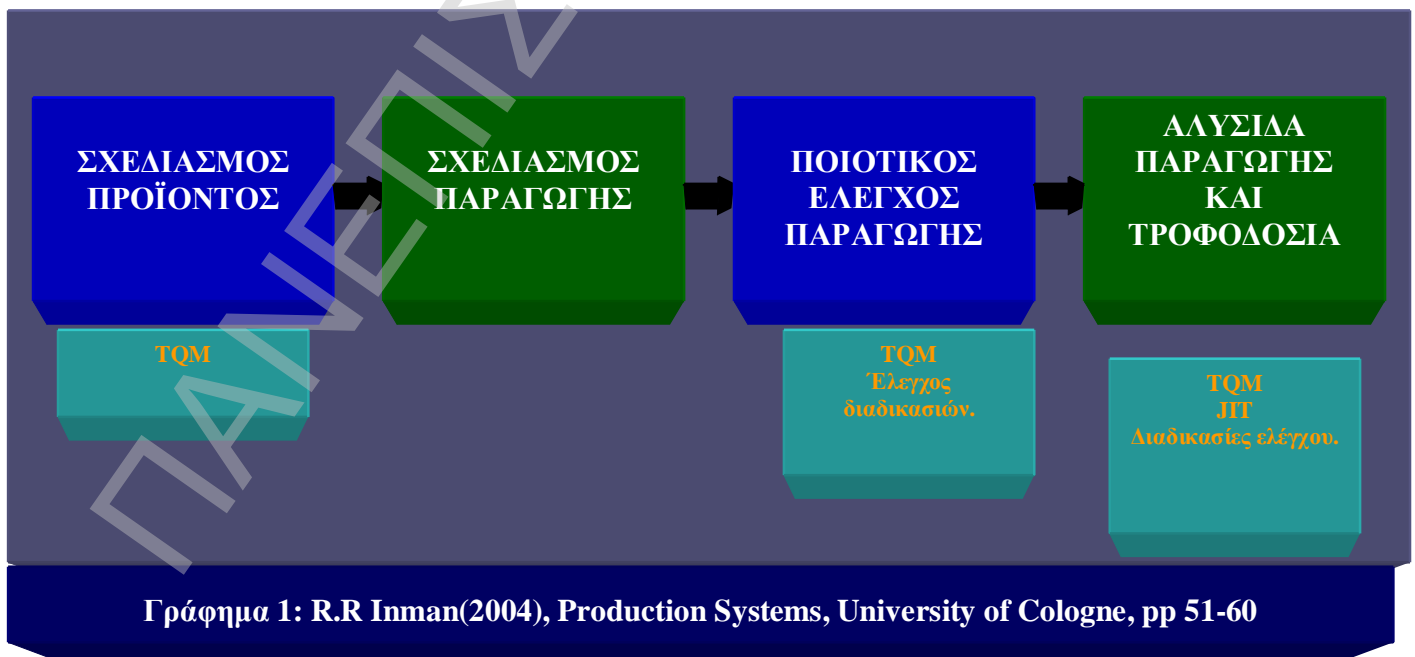 ΣΧΕΔΙΑΣΜΟΣ
ΠΡΟΪΟΝΤΟΣ
ΣΧΕΔΙΑΣΜΟΣ
ΠΑΡΑΓΩΓΗΣ
ΠΟΙΟΤΙΚΟΣ
ΕΛΕΓΧΟΣ
ΠΑΡΑΓΩΓΗΣ
ΑΛΥΣΙΔΑ
ΠΑΡΑΓΩΓΗΣ
ΚΑΙ
ΤΡΟΦΟΔΟΣΙΑ
TQM
TQM
Έλεγχος
διαδικασιών.
TQM
JIT
Διαδικασίες ελέγχου.
ΠΑΝΕΠΙΣ
Γράφημα 1: R.R Inman(2004), Production Systems, University of Cologne, pp 51-60